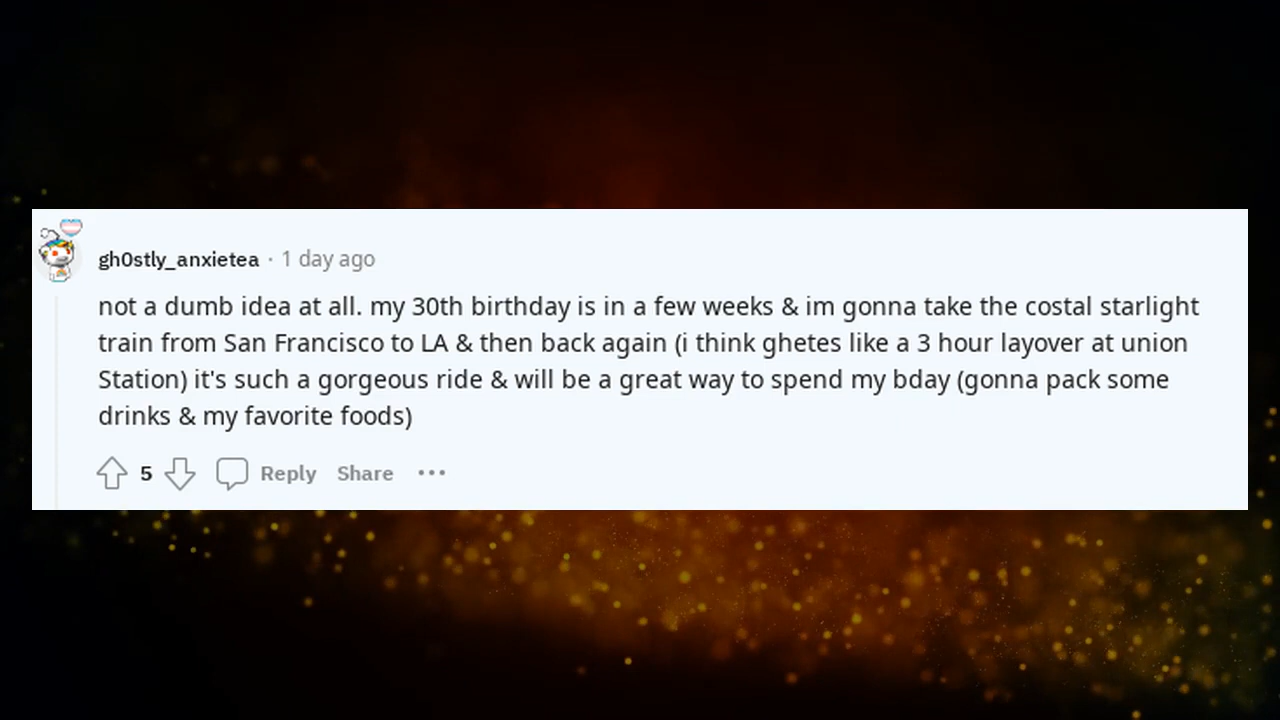 gh0stly_anxietea · 1 day ago
not a dumb idea at all. my 30th birthday is in a few weeks & im gonna take the costal starlight
train from San Francisco to LA & then back again (i think ghetes like a 3 hour layover at union
Station) it's such a gorgeous ride & will be a great way to spend my bday (gonna pack some
drinks & my favorite foods)
5 Reply Share